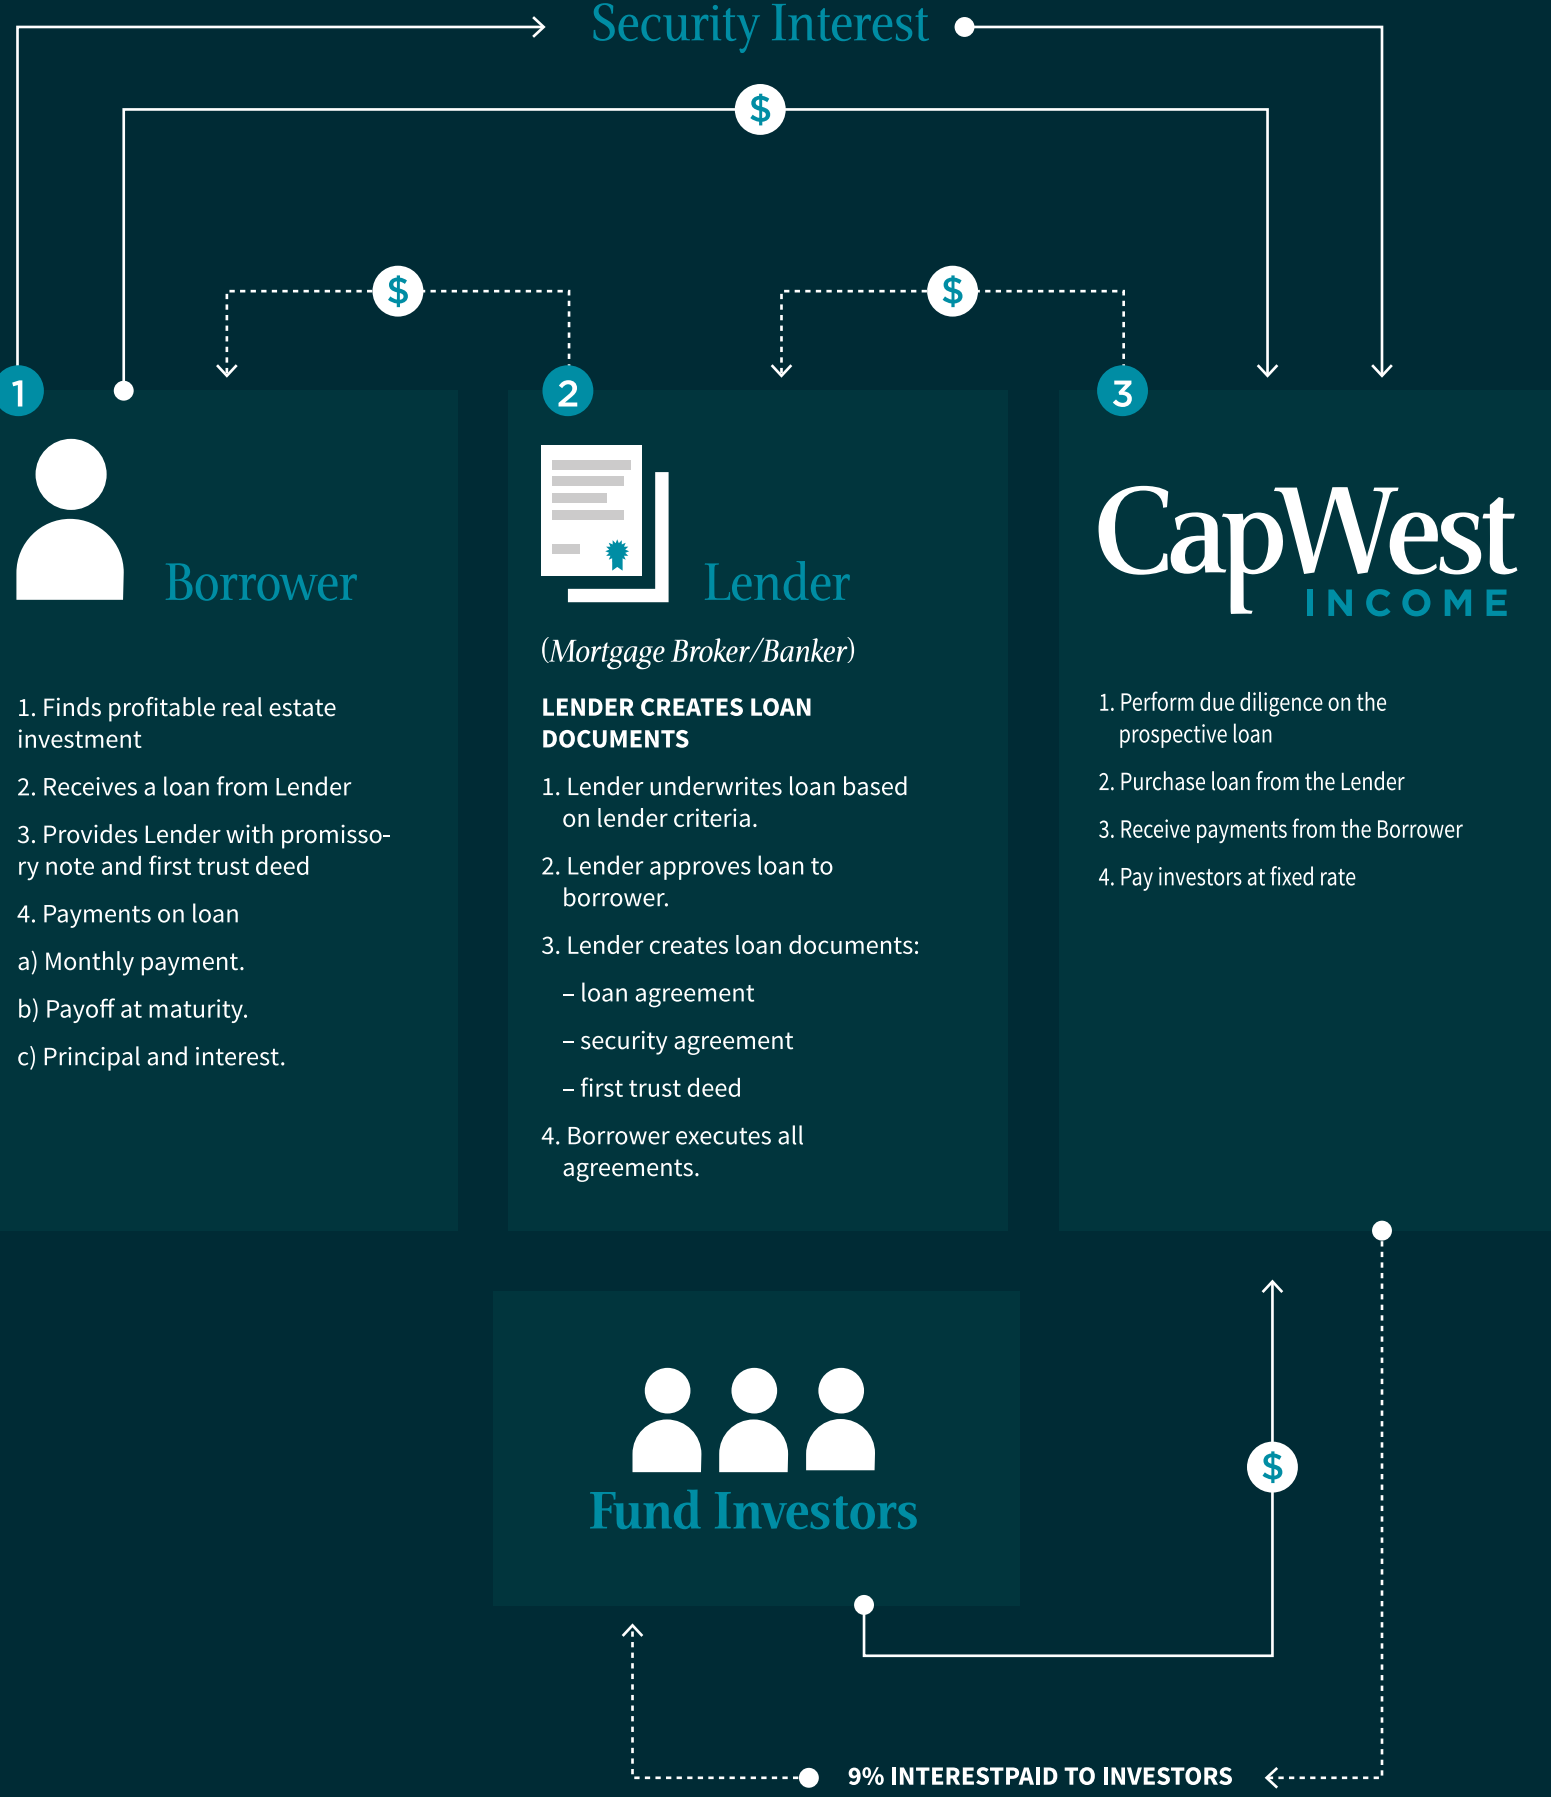 Security Interest
$
$
$
1
2
3
Borrower
1. Finds profitable real estate
investment
2. Receives a loan from Lender
3. Provides Lender with promisso-
ry note and first trust deed
4. Payments on loan
a) Monthly payment.
b) Payoff at maturity.
c) Principal and interest.
Lender
(Mortgage Broker/Banker)
LENDER CREATES LOAN
DOCUMENTS
1. Lender underwrites loan based
on lender criteria.
2. Lender approves loan to
borrower.
3. Lender creates loan documents:
– loan agreement
– security agreement
– first trust deed
4. Borrower executes all
agreements.
CapWest
INCOME
1. Perform due diligence on the
prospective loan
2. Purchase loan from the Lender
3. Receive payments from the Borrower
4. Pay investors at fixed rate
Fund Investors
$
9% INTERESTPAID TO INVESTORS